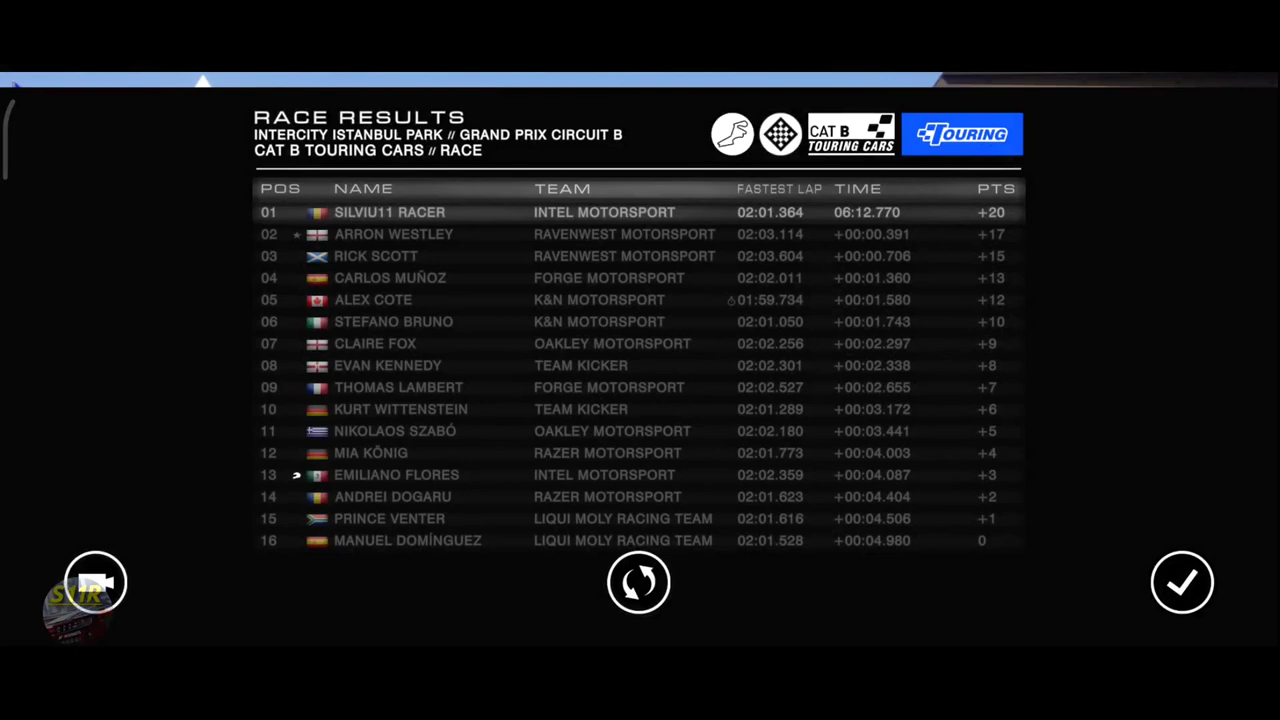 RACE RESULTS
INTERCITY ISTANBUL PARK // GRAND PRIX CIRCUIT B
CAT B TOURING CARS // RACE
CAT B
TOURING CARS
TOURING
POS NAME TEAM FASTEST LAP TIME PTS
01 SILVIU11 RACER INTEL MOTORSPORT 02:01.364 06:12.770 +20
02 ARRON WESTLEY RAVENWEST MOTORSPORT 02:03.114 +00:00.391 +17
03 RICK SCOTT RAVENWEST MOTORSPORT 02:03.604 +00:00.706 +15
04 CARLOS MUÑOZ FORGE MOTORSPORT 02:02.011 +00:01.360 +13
05 ALEX COTE K&N MOTORSPORT 01:59.734 +00:01.580 +12
06 STEFANO BRUNO K&N MOTORSPORT 02:01.050 +00:01.743 +10
07 CLAIRE FOX OAKLEY MOTORSPORT 02:02.256 +00:02.297 +9
08 EVAN KENNEDY TEAM KICKER 02:02.301 +00:02.338 +8
09 THOMAS LAMBERT FORGE MOTORSPORT 02:02.527 +00:02.655 +7
10 KURT WITTENSTEIN TEAM KICKER 02:01.289 +00:03.172 +6
11 NIKOLAOS SZABÓ OAKLEY MOTORSPORT 02:02.180 +00:03.441 +5
12 MIA KÖNIG RAZER MOTORSPORT 02:01.773 +00:04.003 +4
13 EMILIANO FLORES INTEL MOTORSPORT 02:02.359 +00:04.087 +3
14 ANDREI DOGARU RAZER MOTORSPORT 02:01.623 +00:04.404 +2
15 PRINCE VENTER LIQUI MOLY RACING TEAM 02:01.616 +00:04.506 +1
16 MANUEL DOMÍNGUEZ LIQUI MOLY RACING TEAM 02:01.528 +00:04.980 0
S11R